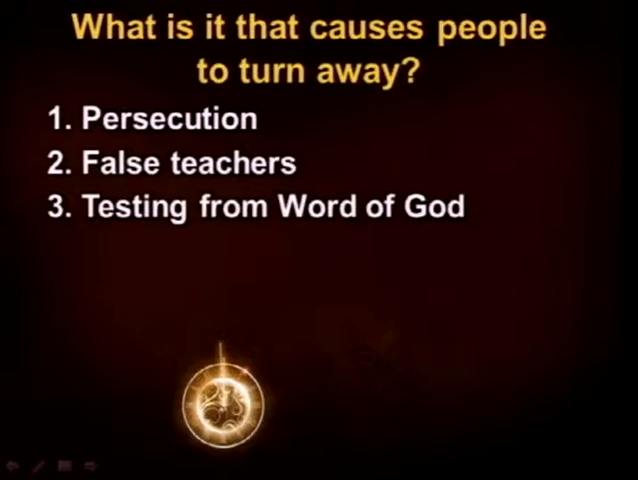 What is it that causes people
to turn away?
1. Persecution
2. False teachers
3. Testing from Word of God